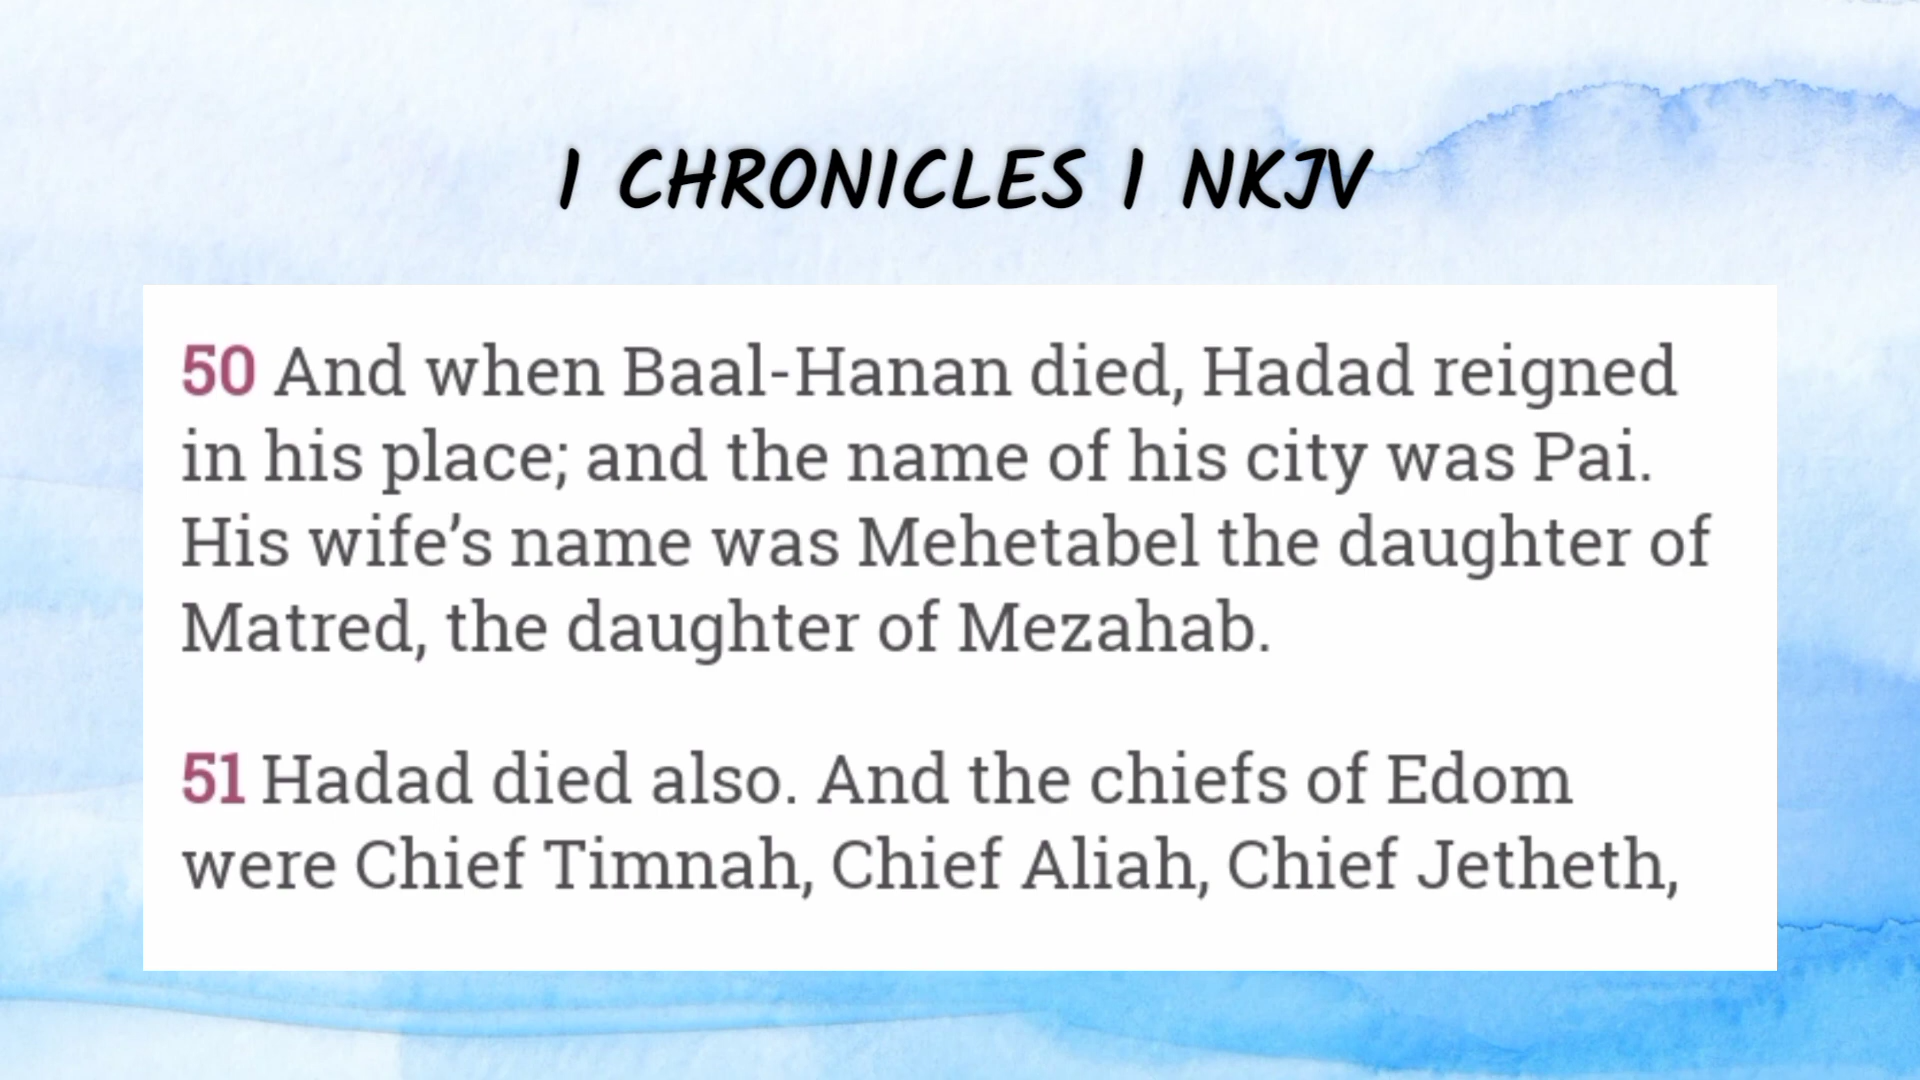 1 CHRONICLES 1 NKJV
50 And when Baal-Hanan died, Hadad reigned
in his place; and the name of his city was Pai.
His wife’s name was Mehetabel the daughter of
Matred, the daughter of Mezahab.
51 Hadad died also. And the chiefs of Edom
were Chief Timnah, Chief Aliah, Chief Jetheth,